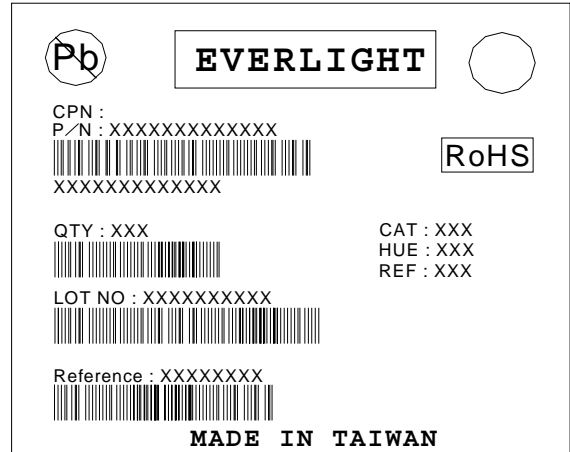 Pb
EVERLIGHT
CPN :
P/N : XXXXXXXXXXXXX
RoHS
XXXXXXXXXXXXX
QTY : XXX
CAT : XXX
HUE : XXX
REF : XXX
LOT NO : XXXXXXXXXX
Reference : XXXXXXXX
MADE IN TAIWAN